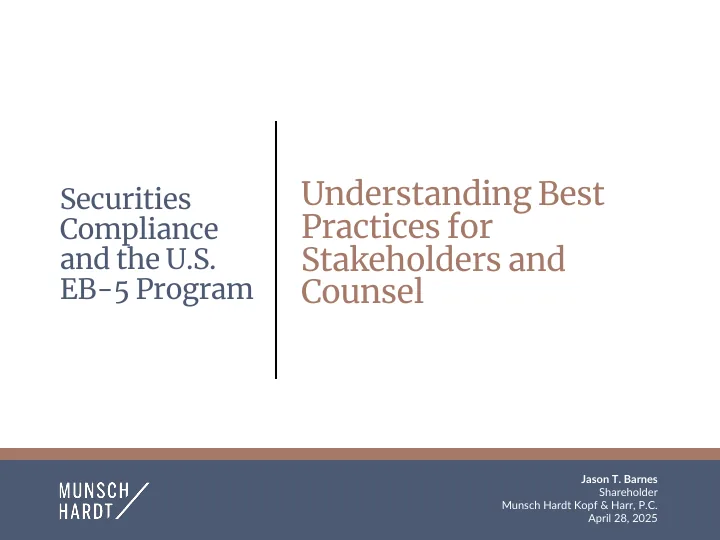 Securities
Compliance
and the U.S.
EB-5 Program
Understanding Best
Practices for
Stakeholders and
Counsel
MUNSCH
HARDT
Jason T. Barnes
Shareholder
Munsch Hardt Kopf & Harr, P.C.
April 28, 2025